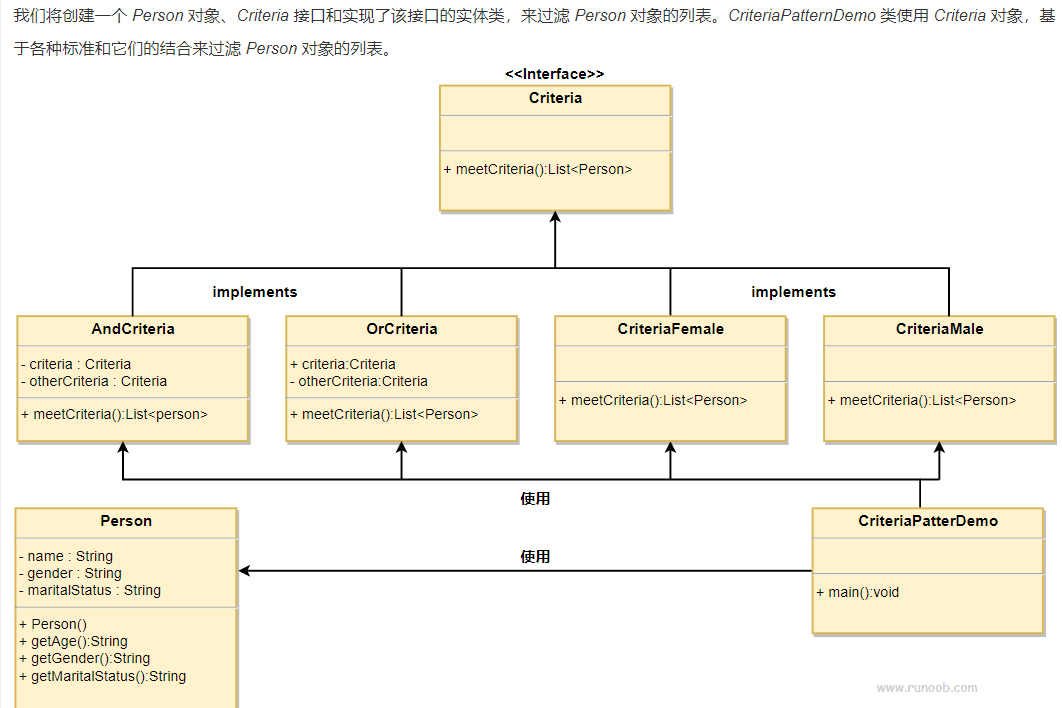 我们将创建一个 Person 对象、Criteria 接口和实现了该接口的实体类，来过滤 Person 对象的列表。CriteriaPatternDemo 类使用 Criteria 对象，基
于各种标准和它们的结合来过滤 Person 对象的列表。
<<Interface>>
Criteria
+ meetCriteria():List<Person>
implements
implements
AndCriteria
- criteria : Criteria
- otherCriteria : Criteria
+ meetCriteria():List<person>
OrCriteria
+ criteria:Criteria
- otherCriteria:Criteria
+ meetCriteria():List<Person>
CriteriaFemale
+ meetCriteria():List<Person>
CriteriaMale
+ meetCriteria():List<Person>
使用
Person
- name : String
- gender : String
- maritalStatus : String
+ Person()
+ getAge():String
+ getGender():String
+ getMaritalStatus():String
使用
CriteriaPatterDemo
+ main():void
www.runoob.com